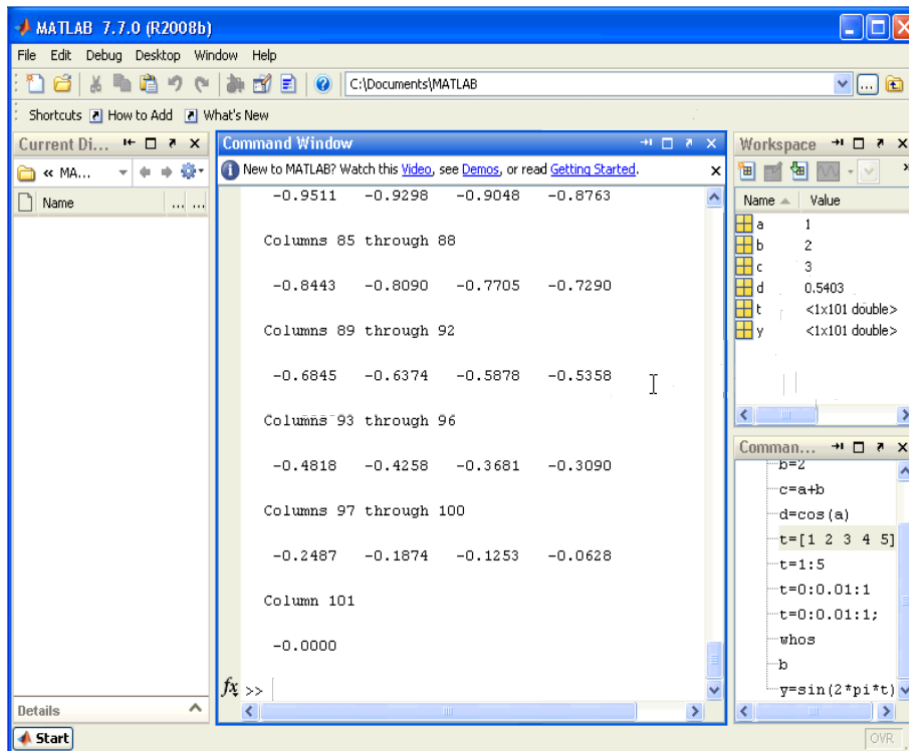 MATLAB 7.7.0 (R2008b)
File Edit Debug Desktop Window Help
C:\Documents\MATLAB
...
Shortcuts How to Add What's New
Current Di...
« MA...
Name ... ...
Details
Command Window
New to MATLAB? Watch this Video, see Demos, or read Getting Started.
-0.9511 -0.9298 -0.9048 -0.8763
Columns 85 through 88
-0.8443 -0.8090 -0.7705 -0.7290
Columns 89 through 92
-0.6845 -0.6374 -0.5878 -0.5358
Columns 93 through 96
-0.4818 -0.4258 -0.3681 -0.3090
Columns 97 through 100
-0.2487 -0.1874 -0.1253 -0.0628
Column 101
-0.0000
fx >>
Workspace
Name Value
a 1
b 2
c 3
d 0.5403
t <1x101 double>
y <1x101 double>
Comman...
b=2
c=a+b
d=cos(a)
t=[1 2 3 4 5]
t=1:5
t=0:0.01:1
t=0:0.01:1;
whos
b
y=sin(2*pi*t)
Start
OVR